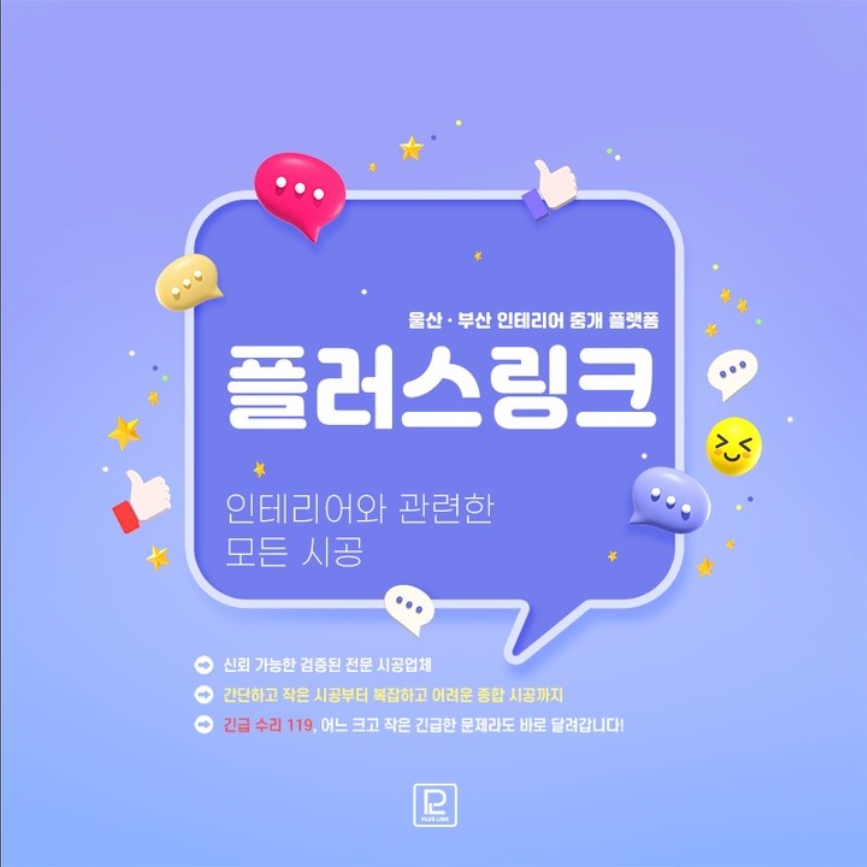 울산 · 부산 인테리어 중개 플랫폼
플러스링크
인테리어와 관련한
모든 시공
신뢰 가능한 검증된 전문 시공업체
간단하고 작은 시공부터 복잡하고 어려운 종합 시공까지
긴급 수리 119, 어느 크고 작은 긴급한 문제라도 바로 달려갑니다!
PLUS LINK